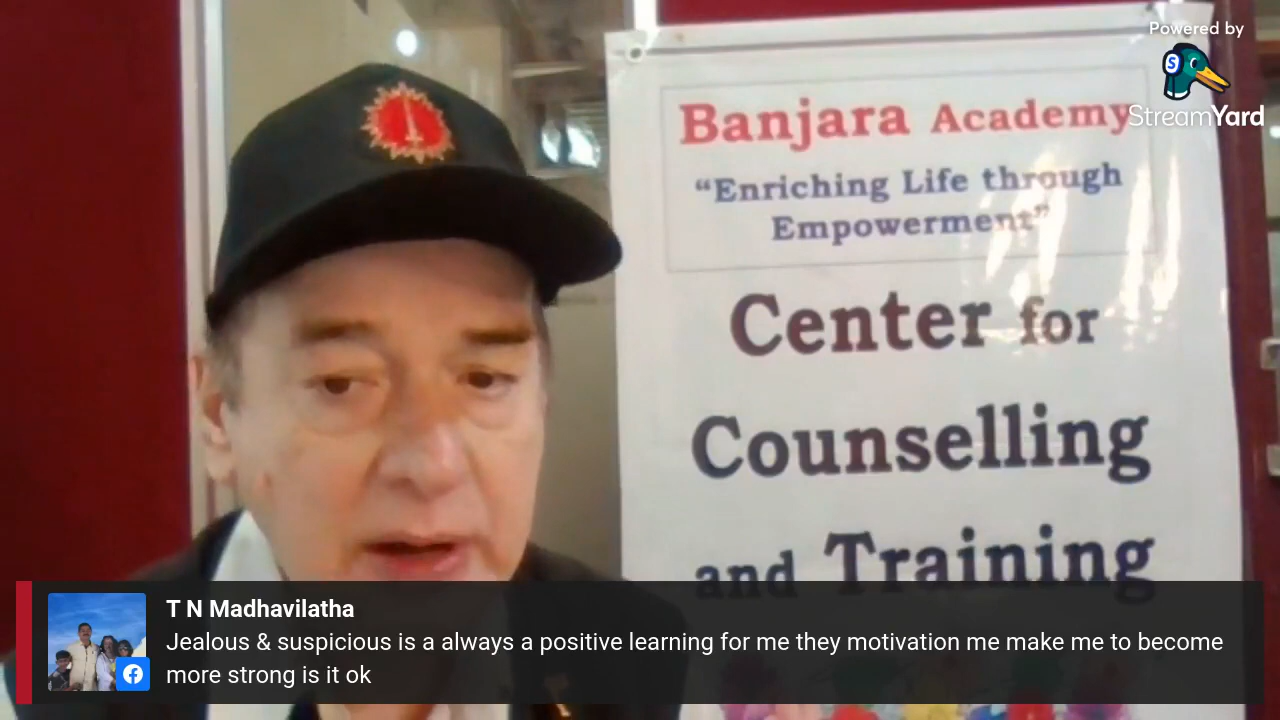 Powered by
StreamYard
Banjara Academy
“Enriching Life through
Empowerment”
Center for
Counselling
and Training
T N Madhavilatha
Jealous & suspicious is a always a positive learning for me they motivation me make me to become
more strong is it ok